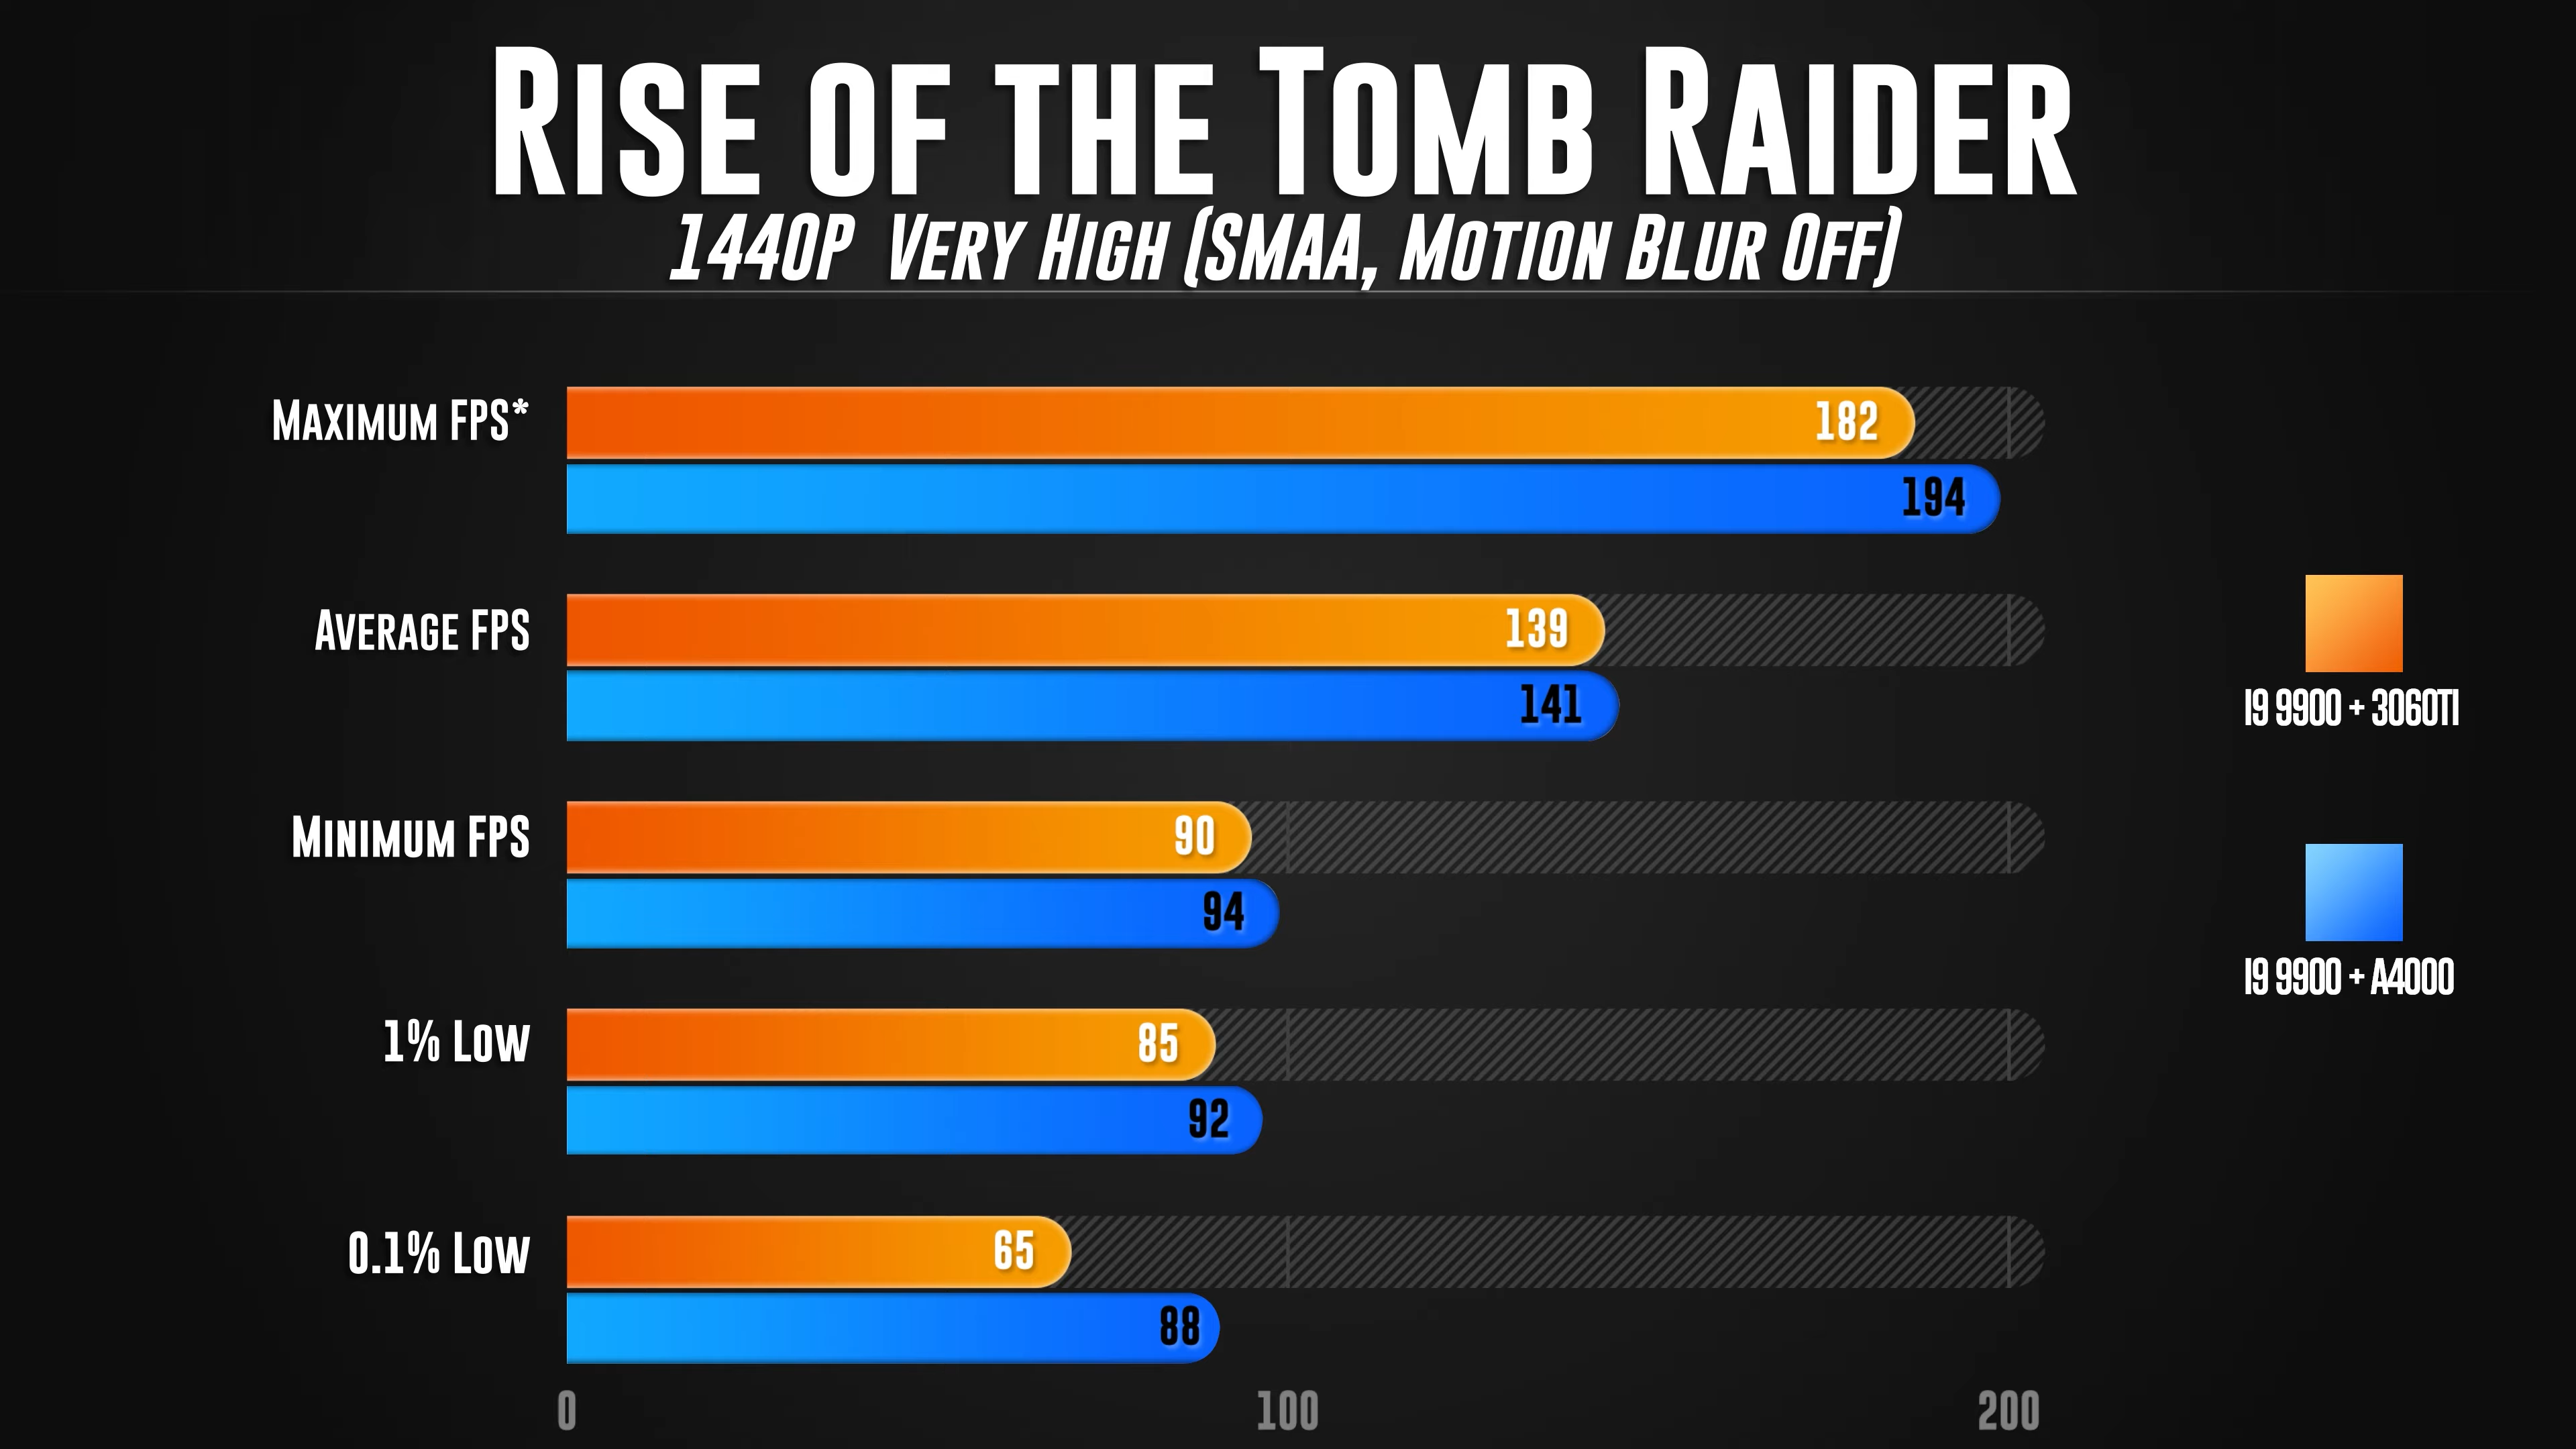 RISE OF THE TOMB RAIDER
1440P VERY HIGH (SMAA, MOTION BLUR OFF)
MAXIMUM FPS*
182
194
AVERAGE FPS
139
141
MINIMUM FPS
90
94
1% LOW
85
92
0.1% LOW
65
88
0
100
200
I9 9900 + 3060TI
I9 9900 + A4000